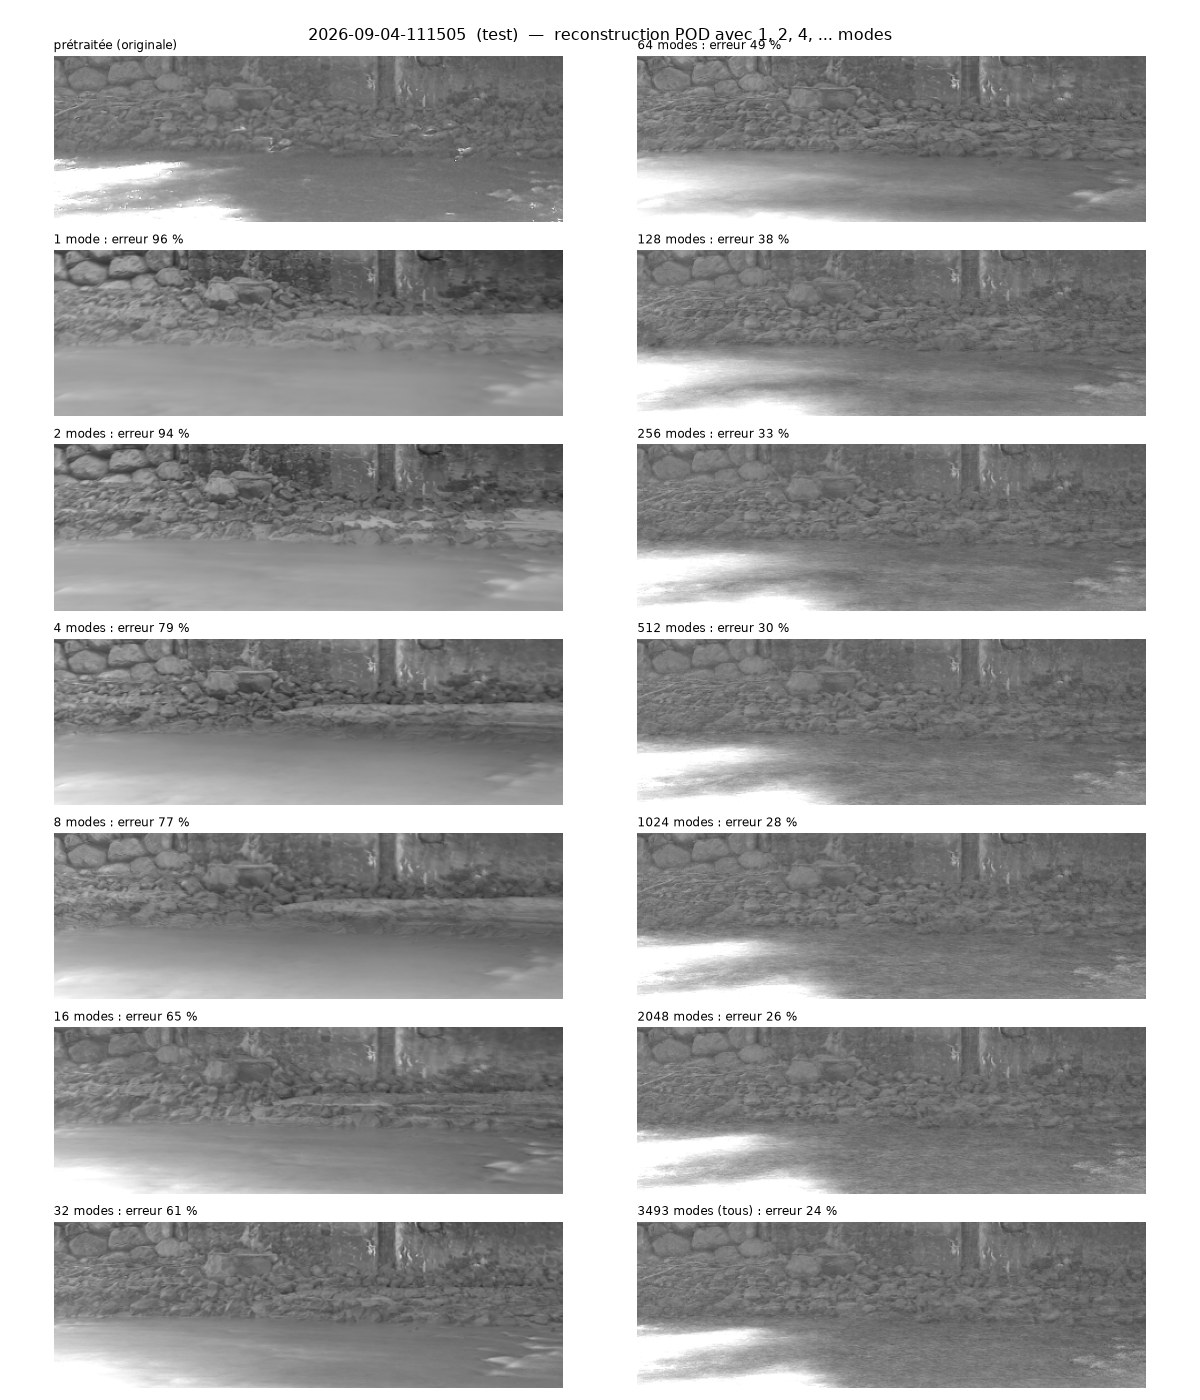 2026-09-04-111505  (test)  —  reconstruction POD avec 1, 2, 4, ... modes
prétraitée (originale)
64 modes : erreur 49 %
1 mode : erreur 96 %
128 modes : erreur 38 %
2 modes : erreur 94 %
256 modes : erreur 33 %
4 modes : erreur 79 %
512 modes : erreur 30 %
8 modes : erreur 77 %
1024 modes : erreur 28 %
16 modes : erreur 65 %
2048 modes : erreur 26 %
32 modes : erreur 61 %
3493 modes (tous) : erreur 24 %